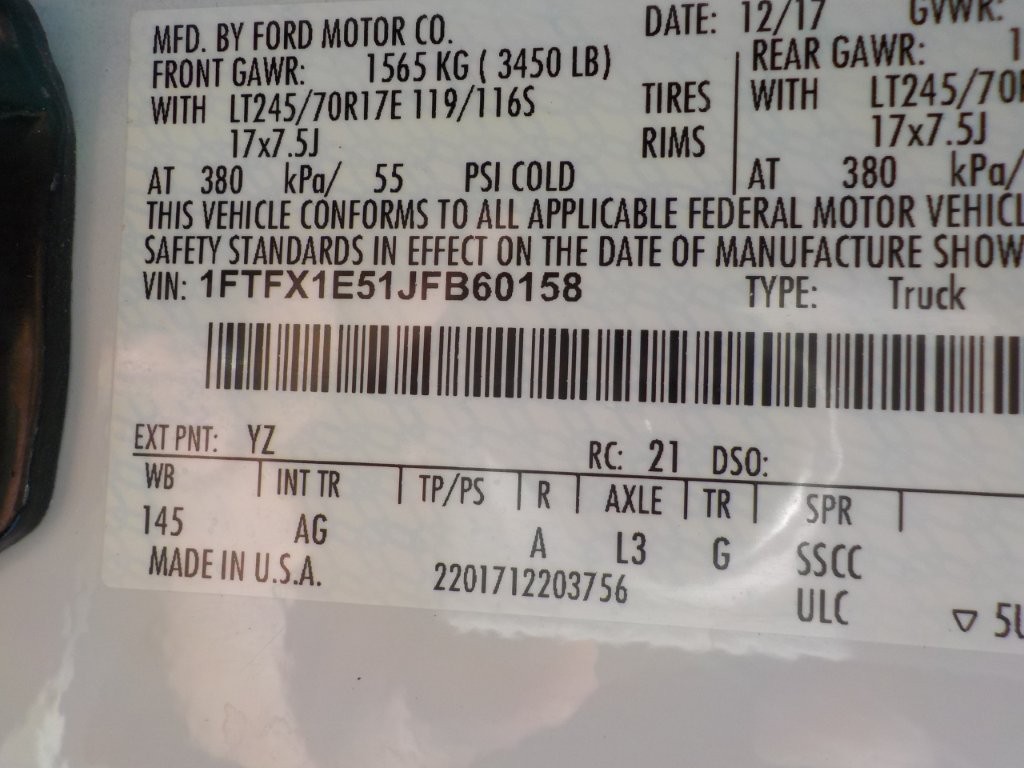 MFD. BY FORD MOTOR CO. DATE: 12/17 GVWR:
FRONT GAWR: 1565 KG ( 3450 LB) REAR GAWR:
WITH LT245/70R17E 119/116S TIRES WITH
17x7.5J RIMS 17x7.5J
AT 380 kPa/ 55 PSI COLD AT 380 kPa/
THIS VEHICLE CONFORMS TO ALL APPLICABLE FEDERAL MOTOR
SAFETY STANDARDS IN EFFECT ON THE DATE OF MANUFACTURE SHOW
VIN: 1FTFX1E51JFB60158 TYPE: Truck
EXT PNT: YZ RC: 21 DSO:
WB INT TR TP/PS R AXLE TR SPR
145 AG A L3 G SSCC
MADE IN U.S.A. 2201712203756 ULC